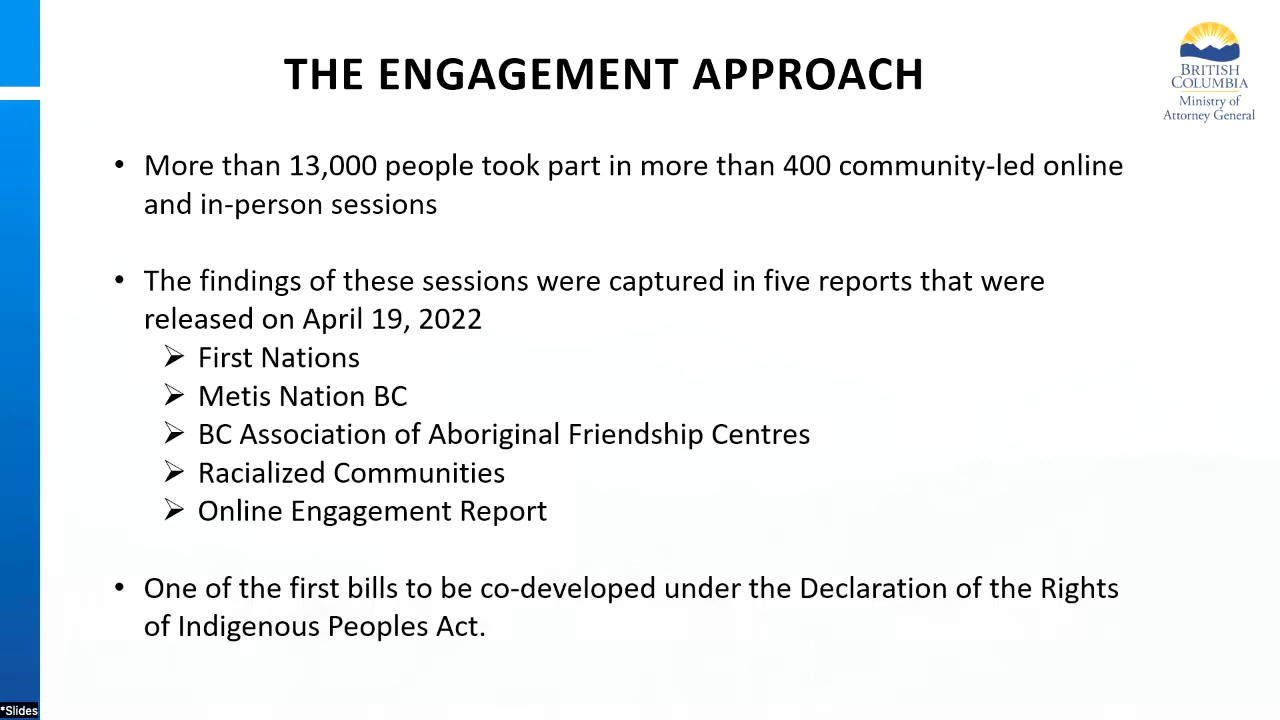 THE ENGAGEMENT APPROACH
BRITISH
COLUMBIA
Ministry of
Attorney General
• More than 13,000 people took part in more than 400 community-led online
and in-person sessions
• The findings of these sessions were captured in five reports that were
released on April 19, 2022
➢ First Nations
➢ Metis Nation BC
➢ BC Association of Aboriginal Friendship Centres
➢ Racialized Communities
➢ Online Engagement Report
• One of the first bills to be co-developed under the Declaration of the Rights
of Indigenous Peoples Act.
*Slides